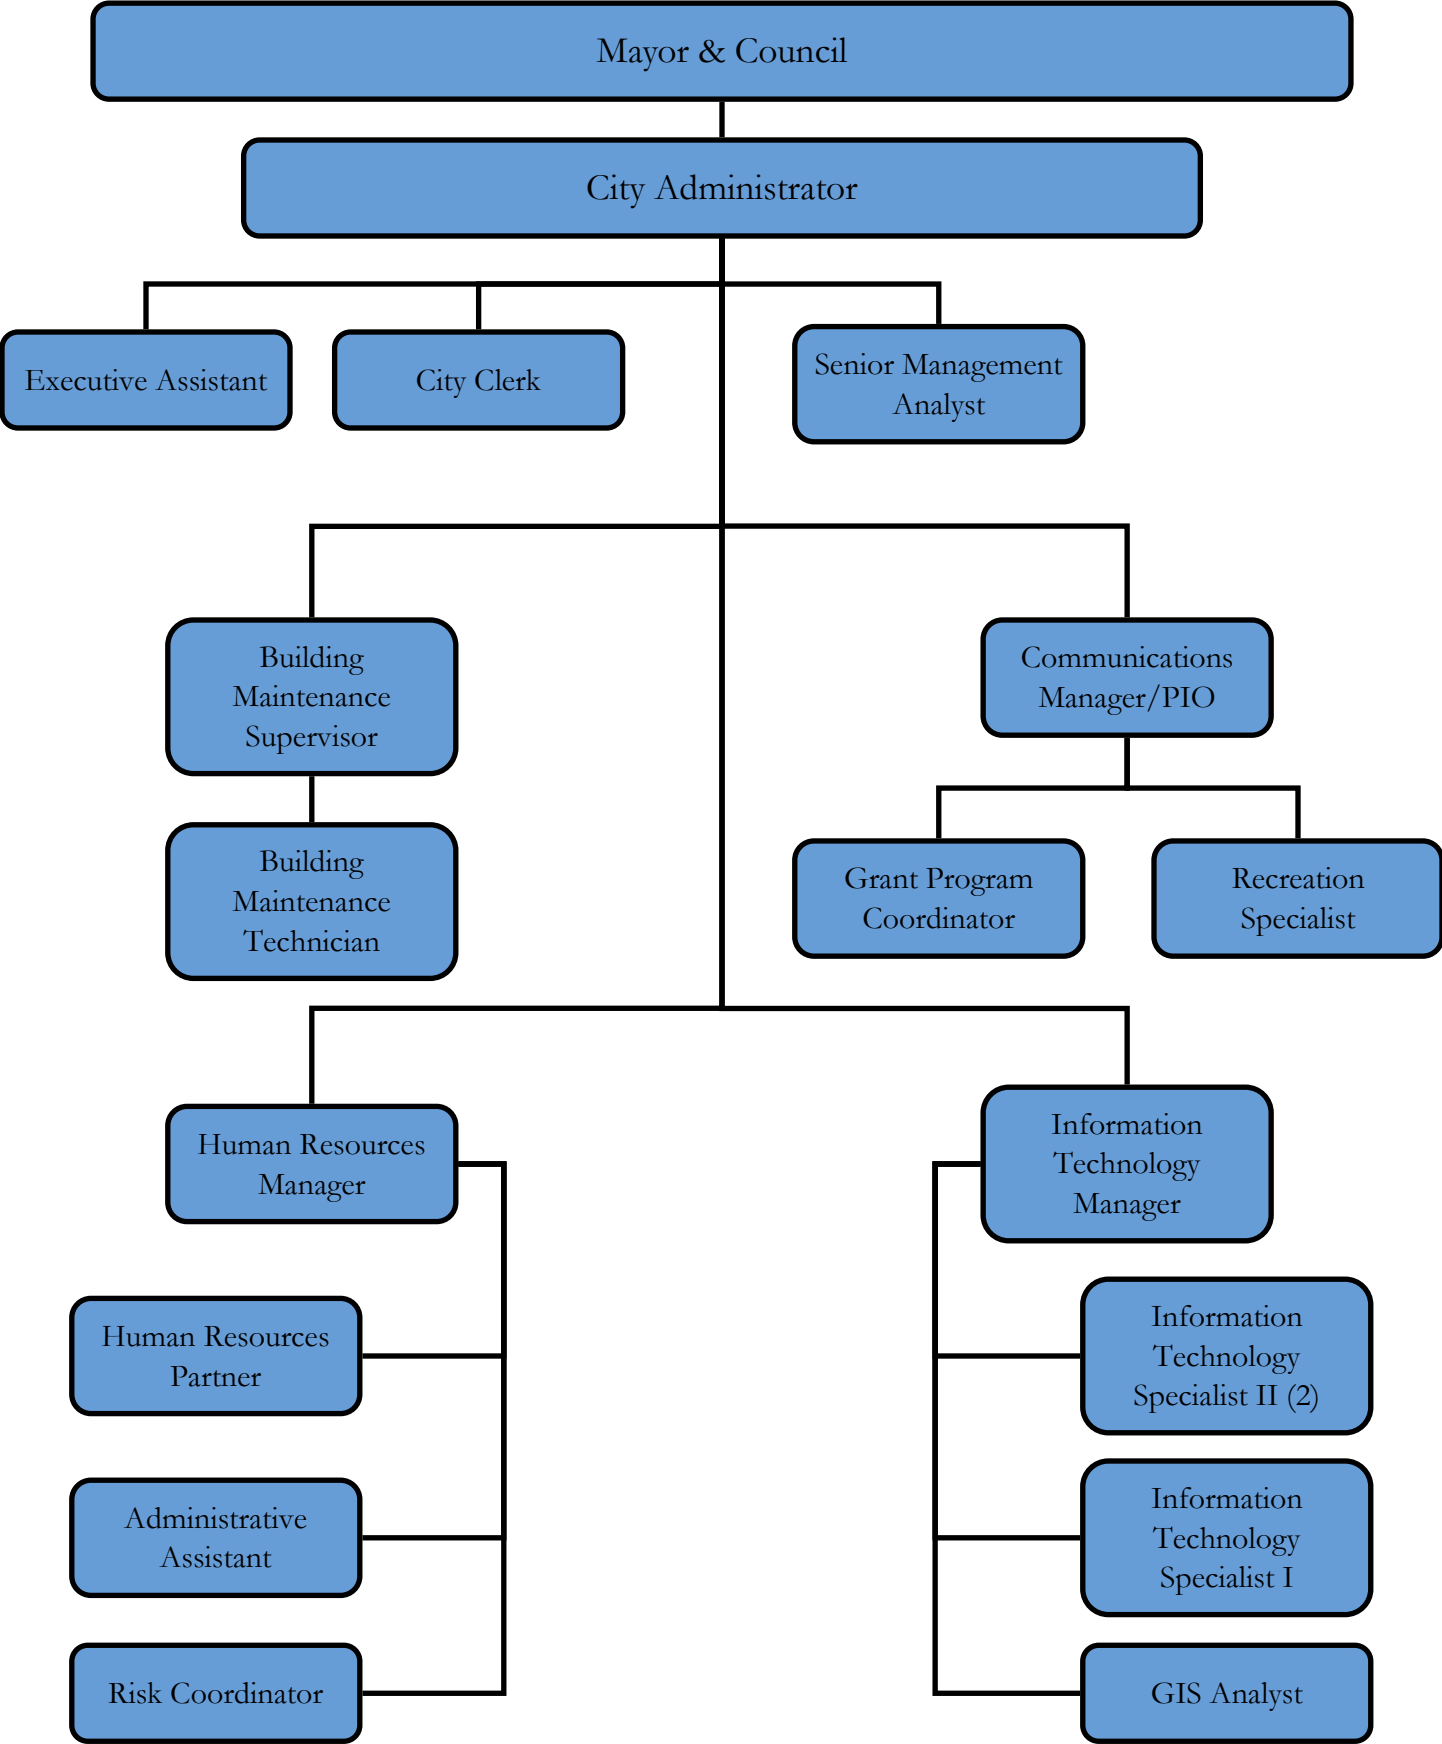 Mayor & Council
City Administrator
Executive Assistant
City Clerk
Senior Management
Analyst
Building
Maintenance
Supervisor
Communications
Manager/PIO
Building
Maintenance
Technician
Grant Program
Coordinator
Recreation
Specialist
Human Resources
Manager
Information
Technology
Manager
Human Resources
Partner
Information
Technology
Specialist II (2)
Administrative
Assistant
Information
Technology
Specialist I
Risk Coordinator
GIS Analyst